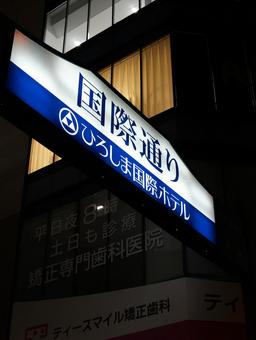 国際通り
ひろしま国際ホテル
平日夜8時
土日も診療
矯正専門歯科医院
ティースマイル矯正歯科
ティ